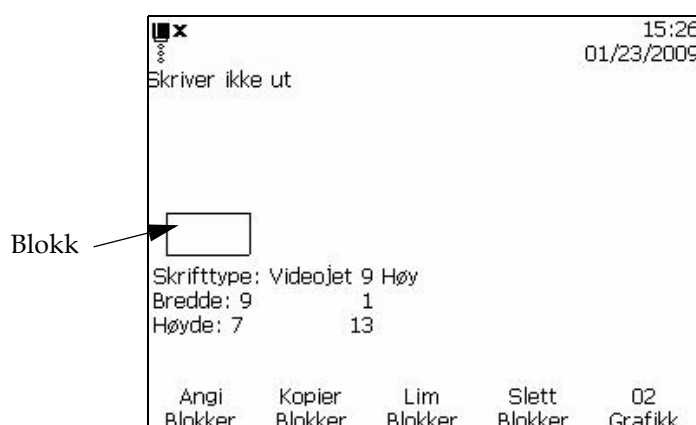 15:26
01/23/2009
Skriver ikke ut
Blokk
Skrifttype: Videojet 9 Høy
Bredde: 9 1
Høyde: 7 13
Angi Kopier Lim Slett 02
Blokker Blokker Blokker Blokker Grafikk